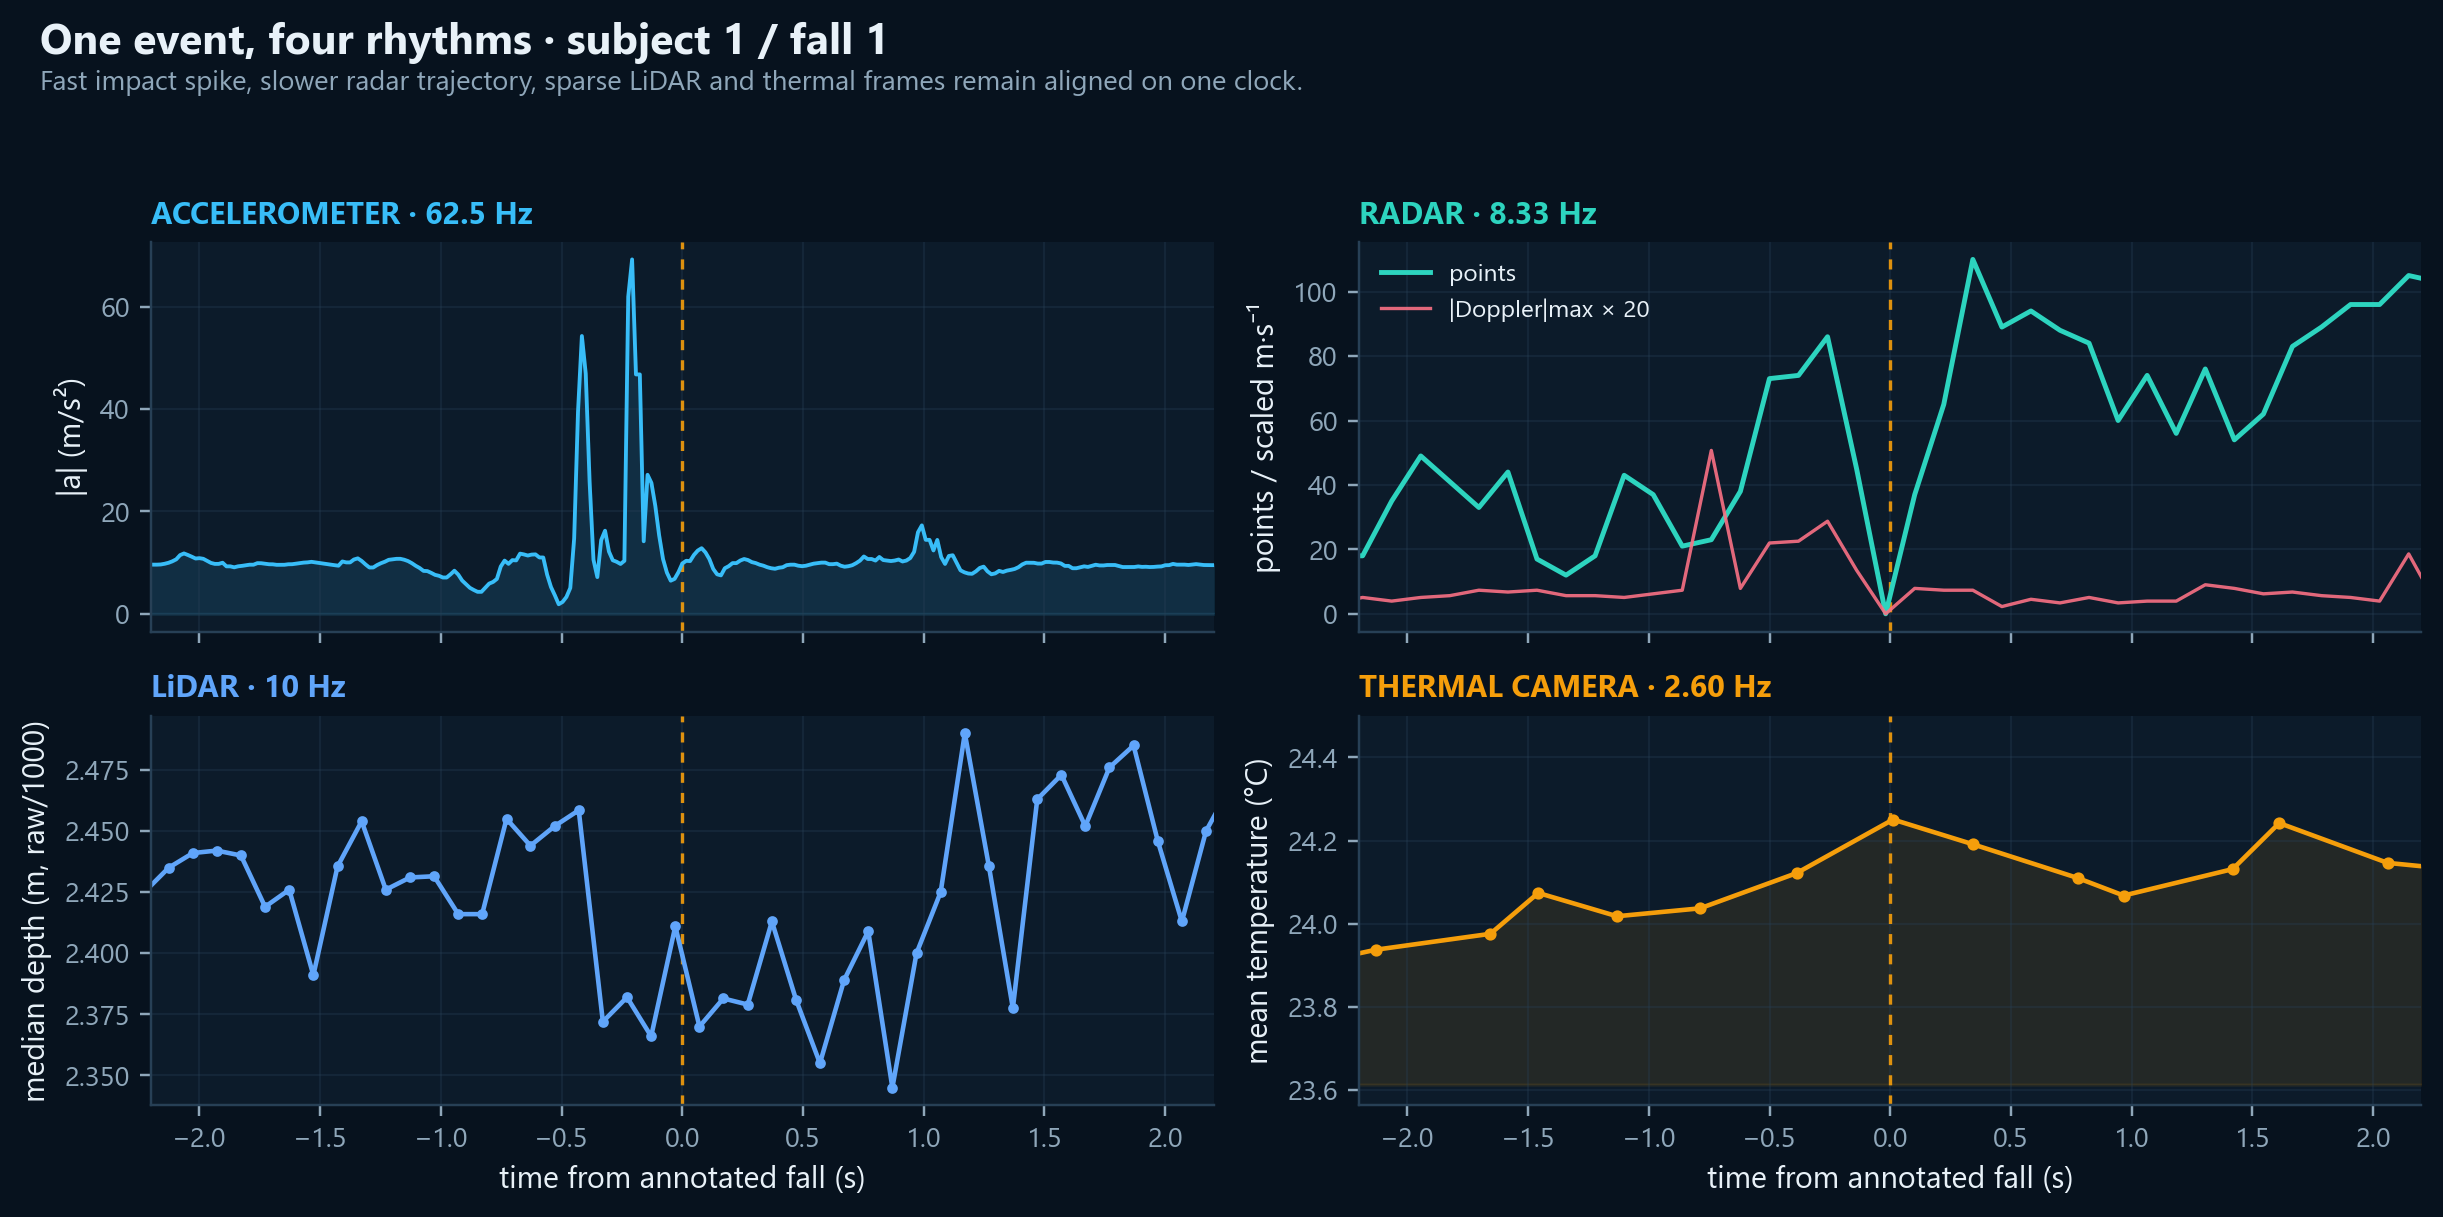 One event, four rhythms · subject 1 / fall 1
Fast impact spike, slower radar trajectory, sparse LiDAR and thermal frames remain aligned on one clock.
ACCELEROMETER · 62.5 Hz
|a| (m/s²)
60
40
20
0
RADAR · 8.33 Hz
points / scaled m·s⁻¹
points
|Doppler|max × 20
100
80
60
40
20
0
LiDAR · 10 Hz
median depth (m, raw/1000)
2.475
2.450
2.425
2.400
2.375
2.350
−2.0 −1.5 −1.0 −0.5 0.0 0.5 1.0 1.5 2.0
time from annotated fall (s)
THERMAL CAMERA · 2.60 Hz
mean temperature (°C)
24.4
24.2
24.0
23.8
23.6
−2.0 −1.5 −1.0 −0.5 0.0 0.5 1.0 1.5 2.0
time from annotated fall (s)